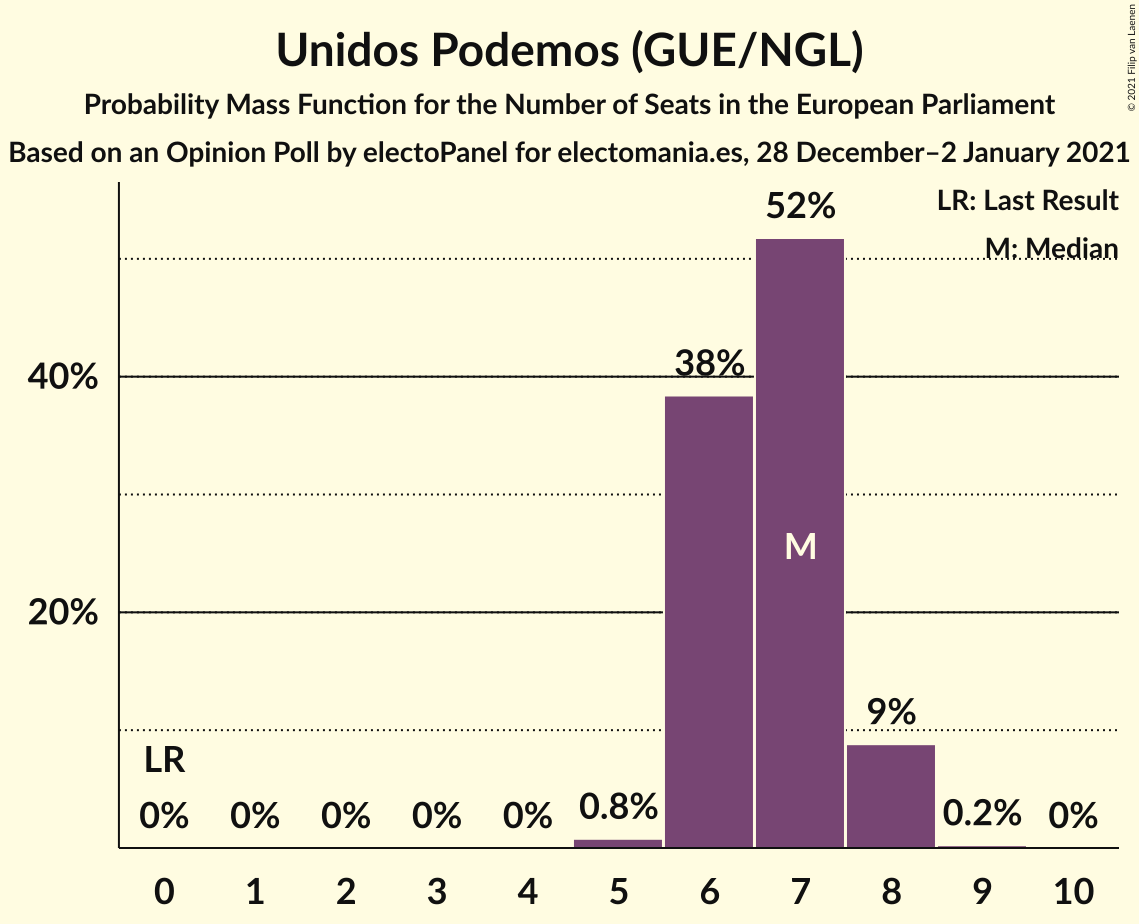 Unidos Podemos (GUE/NGL)
Probability Mass Function for the Number of Seats in the European Parliament
Based on an Opinion Poll by electoPanel for electomania.es, 28 December–2 January 2021
© 2021 Filip van Laenen
LR: Last Result
M: Median
52%
40%
38%
M
20%
9%
LR
0% 0% 0% 0% 0% 0.8% 0.2% 0%
0 1 2 3 4 5 6 7 8 9 10